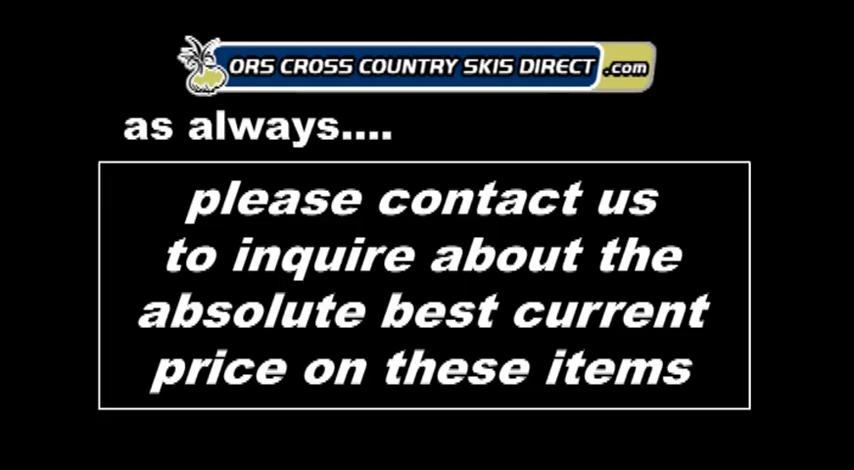 ORS CROSS COUNTRY SKIS DIRECT.com
as always....
please contact us
to inquire about the
absolute best current
price on these items